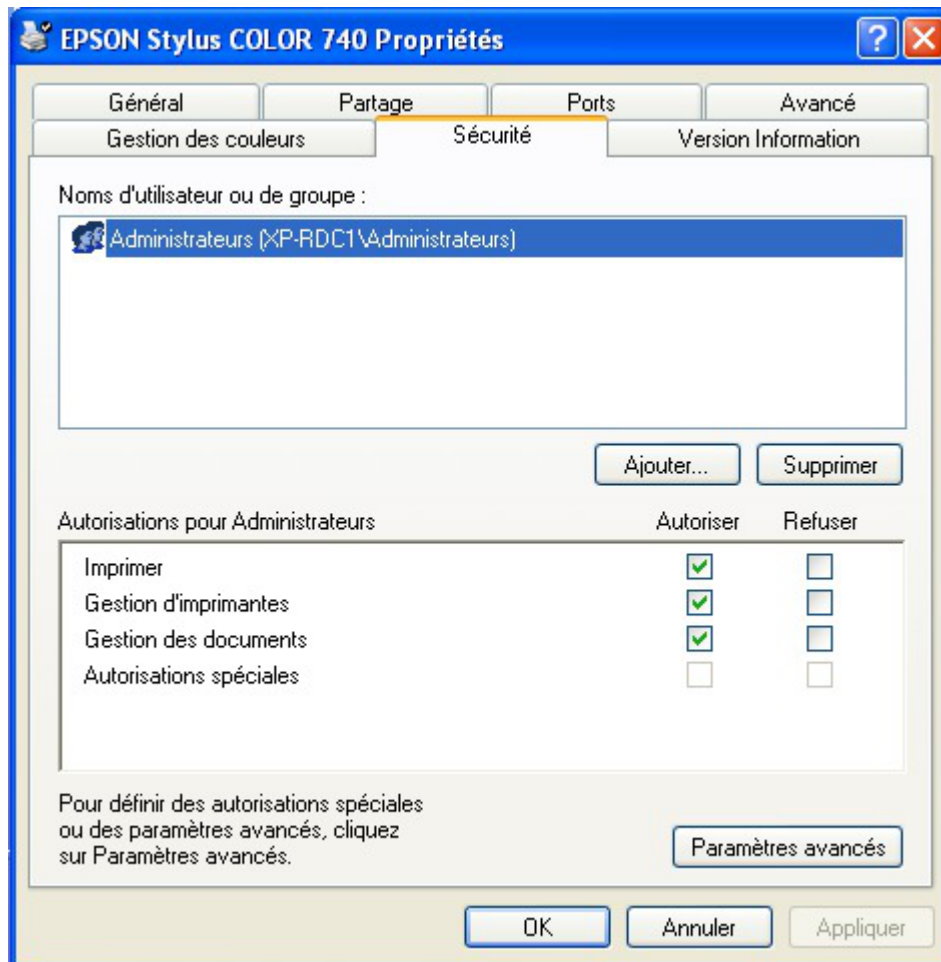 EPSON Stylus COLOR 740 Propriétés
Général Partage Ports Avancé
Gestion des couleurs Sécurité Version Information
Noms d'utilisateur ou de groupe :
Administrateurs (XP-RDC1\Administrateurs)
Ajouter... Supprimer
Autorisations pour Administrateurs Autoriser Refuser
Imprimer
Gestion d'imprimantes
Gestion des documents
Autorisations spéciales
Pour définir des autorisations spéciales
ou des paramètres avancés, cliquez
sur Paramètres avancés.
Paramètres avancés
OK Annuler Appliquer